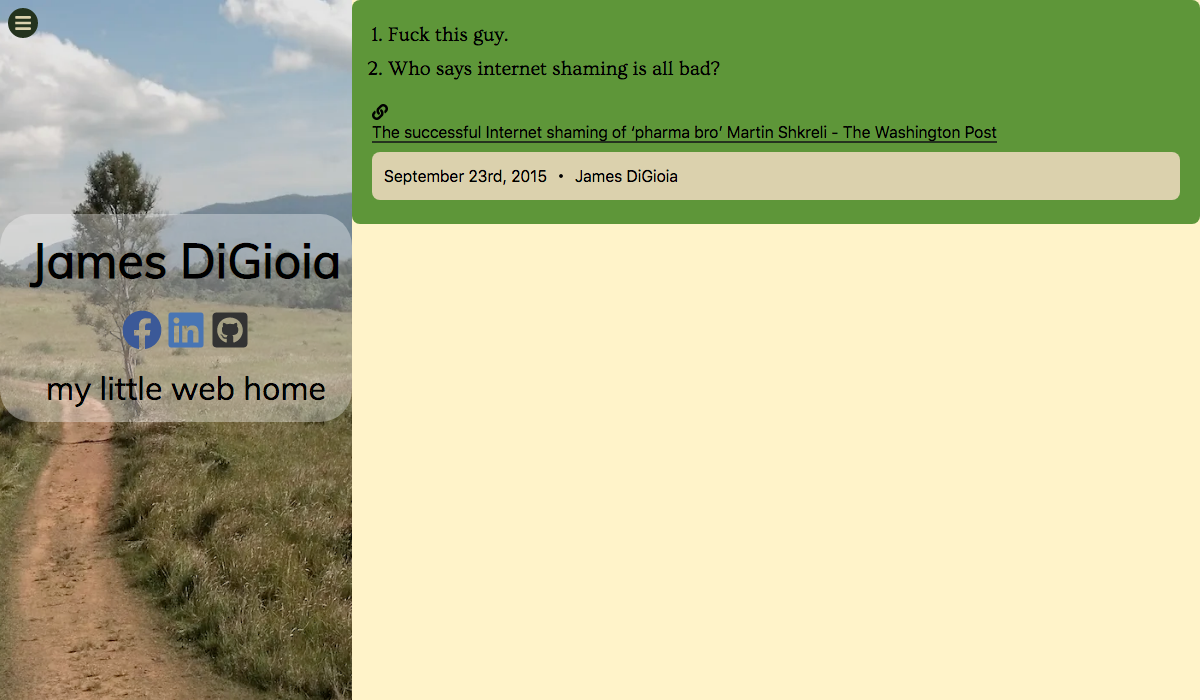 James DiGioia
my little web home
1. Fuck this guy.
2. Who says internet shaming is all bad?
The successful Internet shaming of ‘pharma bro’ Martin Shkreli - The Washington Post
September 23rd, 2015 • James DiGioia